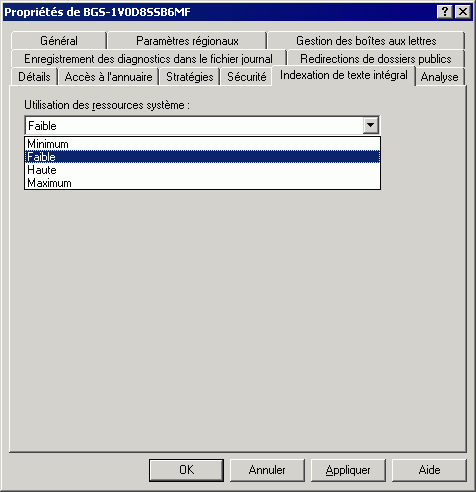 Propriétés de BGS-1V0D8SSB6MF
Général
Paramètres régionaux
Gestion des boîtes aux lettres
Enregistrement des diagnostics dans le fichier journal
Redirections de dossiers publics
Détails
Accès à l'annuaire
Stratégies
Sécurité
Indexation de texte intégral
Analyse
Utilisation des ressources système :
Faible
Minimum
Faible
Haute
Maximum
OK
Annuler
Appliquer
Aide